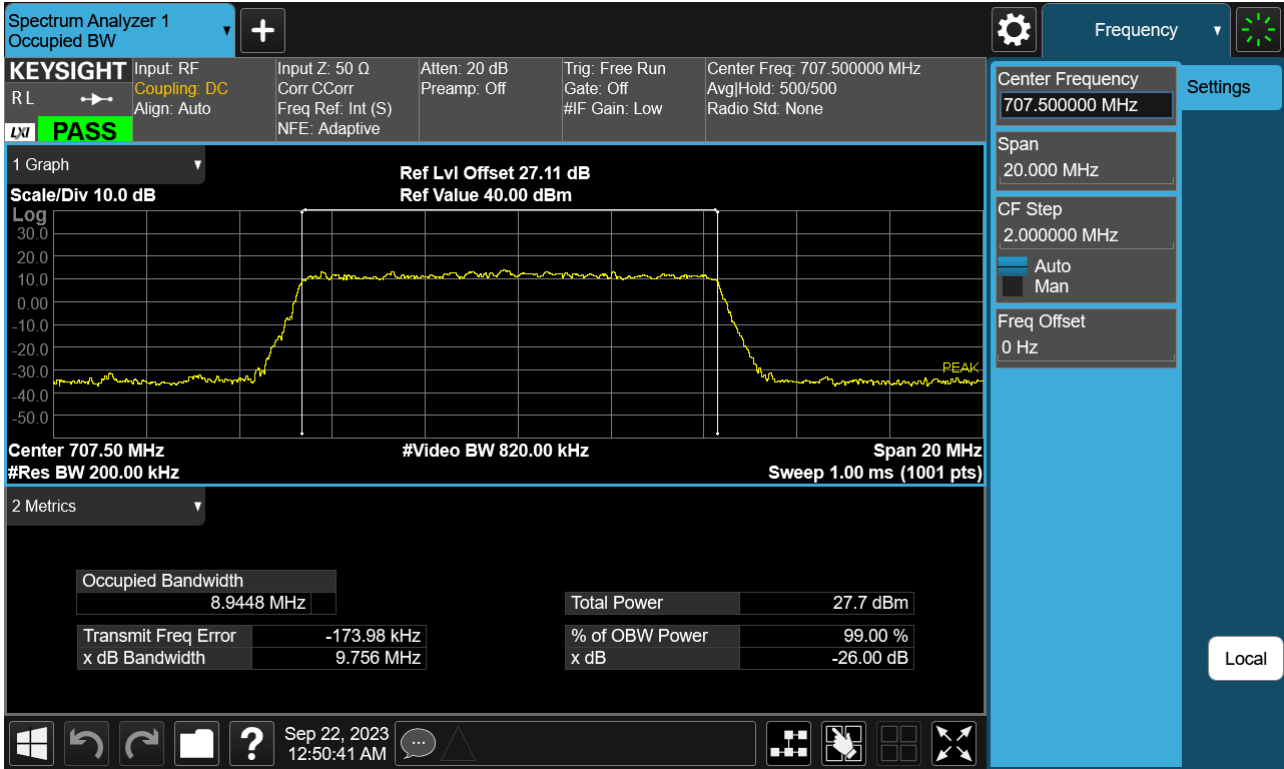 Spectrum Analyzer 1
Occupied BW
Frequency
KEYSIGHT
R L
LXI
PASS
Input: RF
Coupling: DC
Align: Auto
Input Z: 50 Ω
Corr CCorr
Freq Ref: Int (S)
NFE: Adaptive
Atten: 20 dB
Preamp: Off
Trig: Free Run
Gate: Off
#IF Gain: Low
Center Freq: 707.500000 MHz
Avg|Hold: 500/500
Radio Std: None
Center Frequency
707.500000 MHz
Settings
Span
20.000 MHz
CF Step
2.000000 MHz
Auto
Man
Freq Offset
0 Hz
Local
1 Graph
Ref Lvl Offset 27.11 dB
Scale/Div 10.0 dB
Ref Value 40.00 dBm
Log
30.0
20.0
10.0
0.00
-10.0
-20.0
-30.0
-40.0
-50.0
PEAK
Center 707.50 MHz
#Video BW 820.00 kHz
Span 20 MHz
#Res BW 200.00 kHz
Sweep 1.00 ms (1001 pts)
2 Metrics
Occupied Bandwidth
8.9448 MHz
Total Power 27.7 dBm
Transmit Freq Error -173.98 kHz
% of OBW Power 99.00 %
x dB Bandwidth 9.756 MHz
x dB -26.00 dB
?
Sep 22, 2023
12:50:41 AM